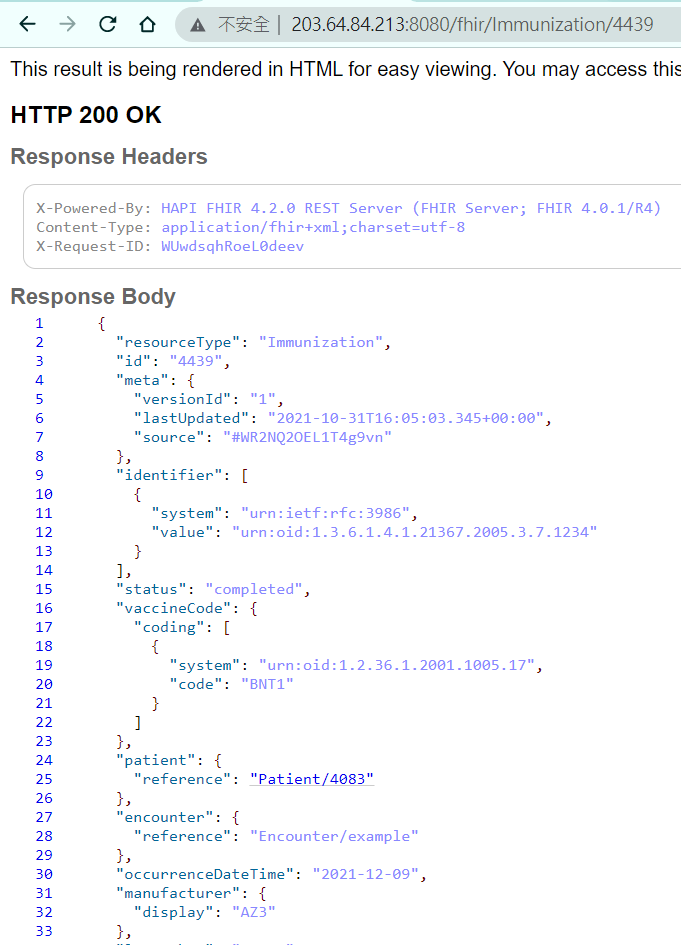 不安全 | 203.64.84.213:8080/fhir/Immunization/4439
This result is being rendered in HTML for easy viewing. You may access this
HTTP 200 OK
Response Headers
X-Powered-By: HAPI FHIR 4.2.0 REST Server (FHIR Server; FHIR 4.0.1/R4)
Content-Type: application/fhir+xml;charset=utf-8
X-Request-ID: WUwdsqhRoeL0deev
Response Body
1 {
2 "resourceType": "Immunization",
3 "id": "4439",
4 "meta": {
5 "versionId": "1",
6 "lastUpdated": "2021-10-31T16:05:03.345+00:00",
7 "source": "#WR2NQ2OEL1T4g9vn"
8 },
9 "identifier": [
10 {
11 "system": "urn:ietf:rfc:3986",
12 "value": "urn:oid:1.3.6.1.4.1.21367.2005.3.7.1234"
13 }
14 ],
15 "status": "completed",
16 "vaccineCode": {
17 "coding": [
18 {
19 "system": "urn:oid:1.2.36.1.2001.1005.17",
20 "code": "BNT1"
21 }
22 ]
23 },
24 "patient": {
25 "reference": "Patient/4083"
26 },
27 "encounter": {
28 "reference": "Encounter/example"
29 },
30 "occurrenceDateTime": "2021-12-09",
31 "manufacturer": {
32 "display": "AZ3"
33 },